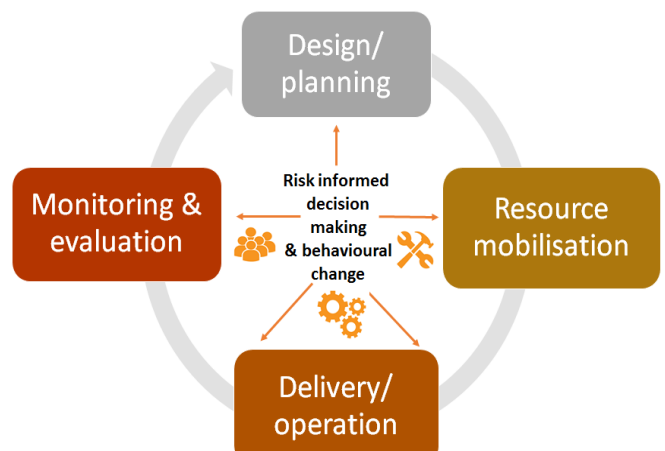 Design/
planning
Monitoring &
evaluation
Risk informed
decision
making
& behavioural
change
Resource
mobilisation
Delivery/
operation